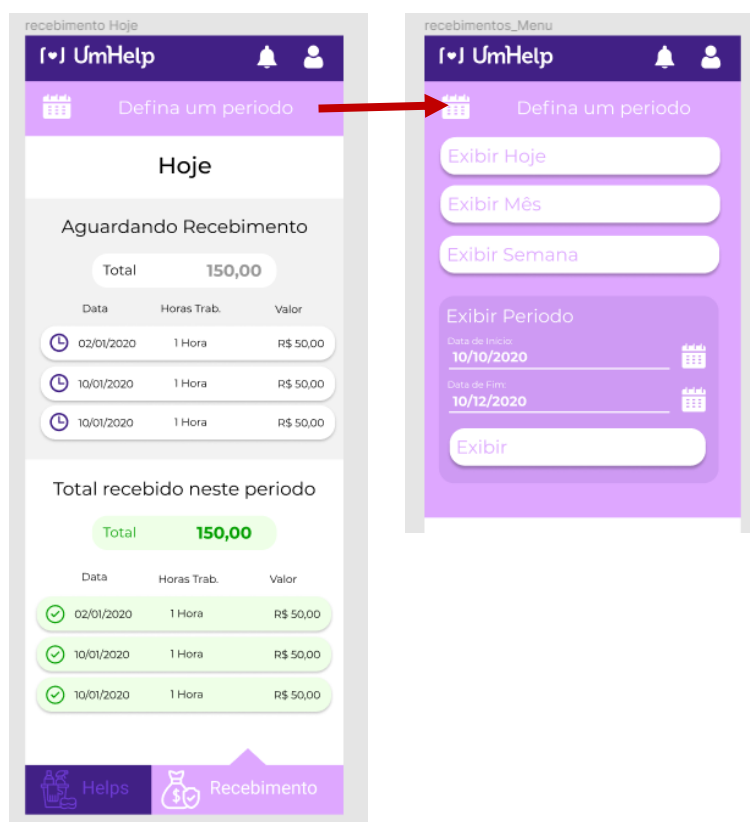 recebimento Hoje
UmHelp
Defina um periodo
Hoje
Aguardando Recebimento
Total 150,00
Data Horas Trab. Valor
02/01/2020 1 Hora R$ 50,00
10/01/2020 1 Hora R$ 50,00
10/01/2020 1 Hora R$ 50,00
Total recebido neste periodo
Total 150,00
Data Horas Trab. Valor
02/01/2020 1 Hora R$ 50,00
10/01/2020 1 Hora R$ 50,00
10/01/2020 1 Hora R$ 50,00
Helps Recebimento
recebimentos_Menu
UmHelp
Defina um periodo
Exibir Hoje
Exibir Mês
Exibir Semana
Exibir Periodo
Data de Inicio:
10/10/2020
Data de Fim:
10/12/2020
Exibir